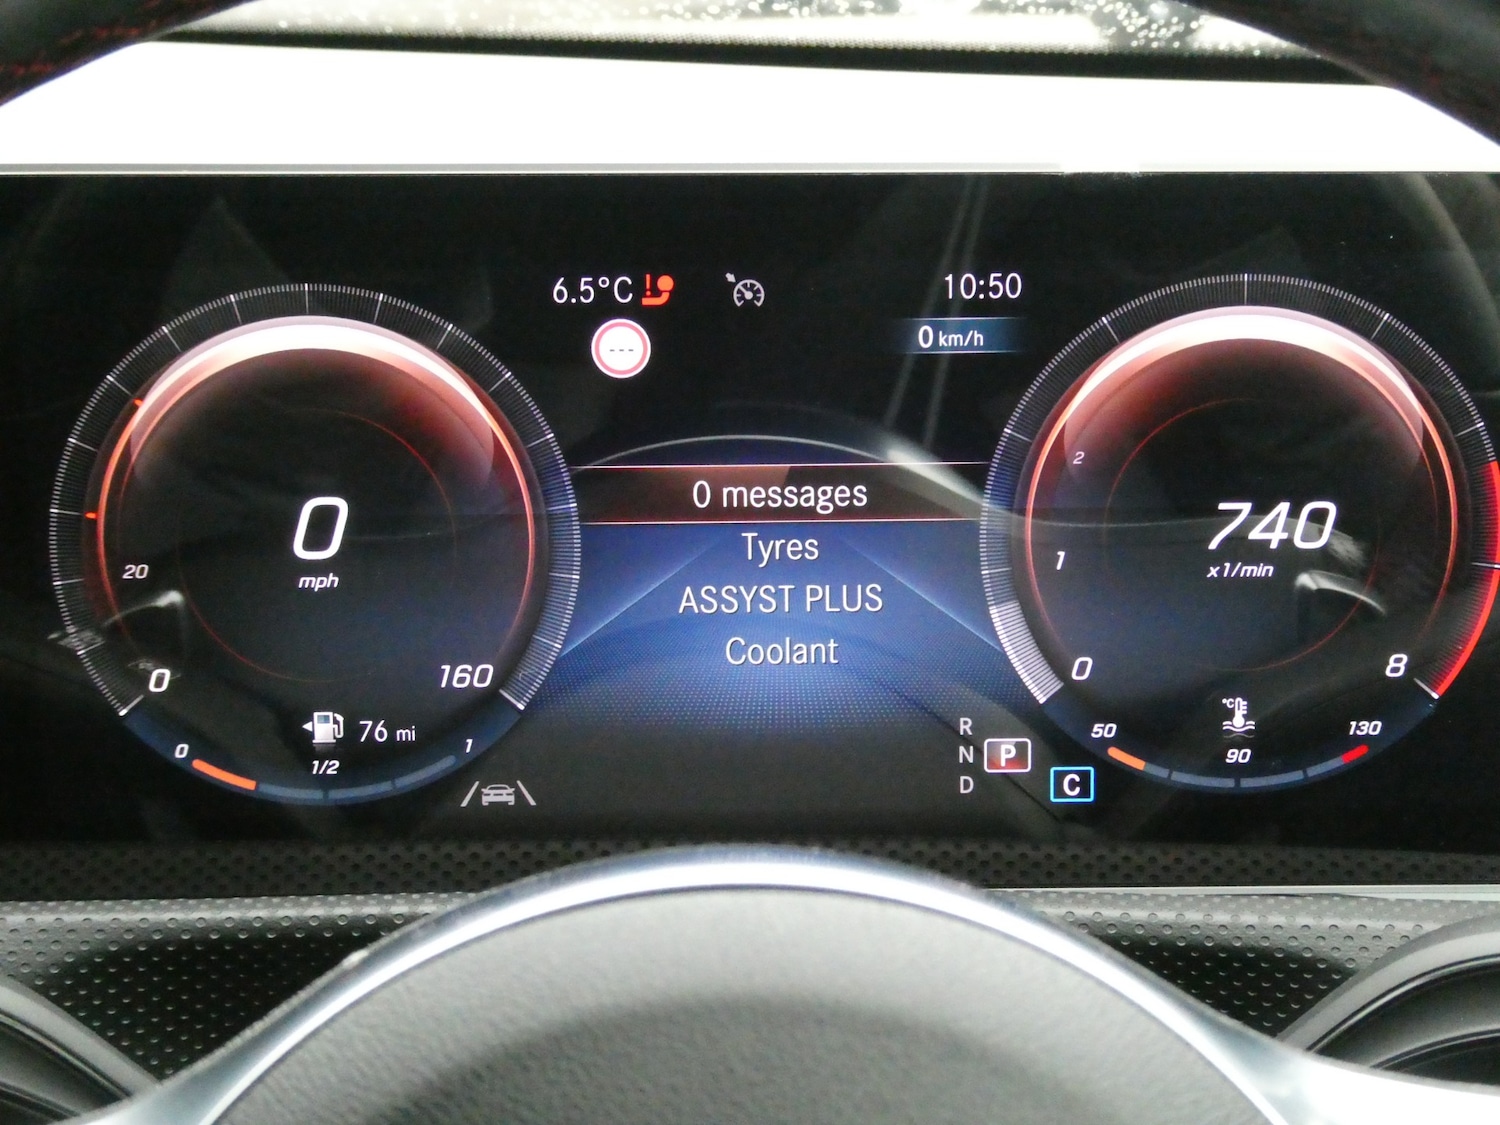 6.5°C
10:50
---
0 km/h
0 messages
Tyres
ASSYST PLUS
Coolant
0
mph
20
0
160
76 mi
0
1/2
1
2
1
740
x1/min
0
8
50
°C
90
130
R
N
P
D
C